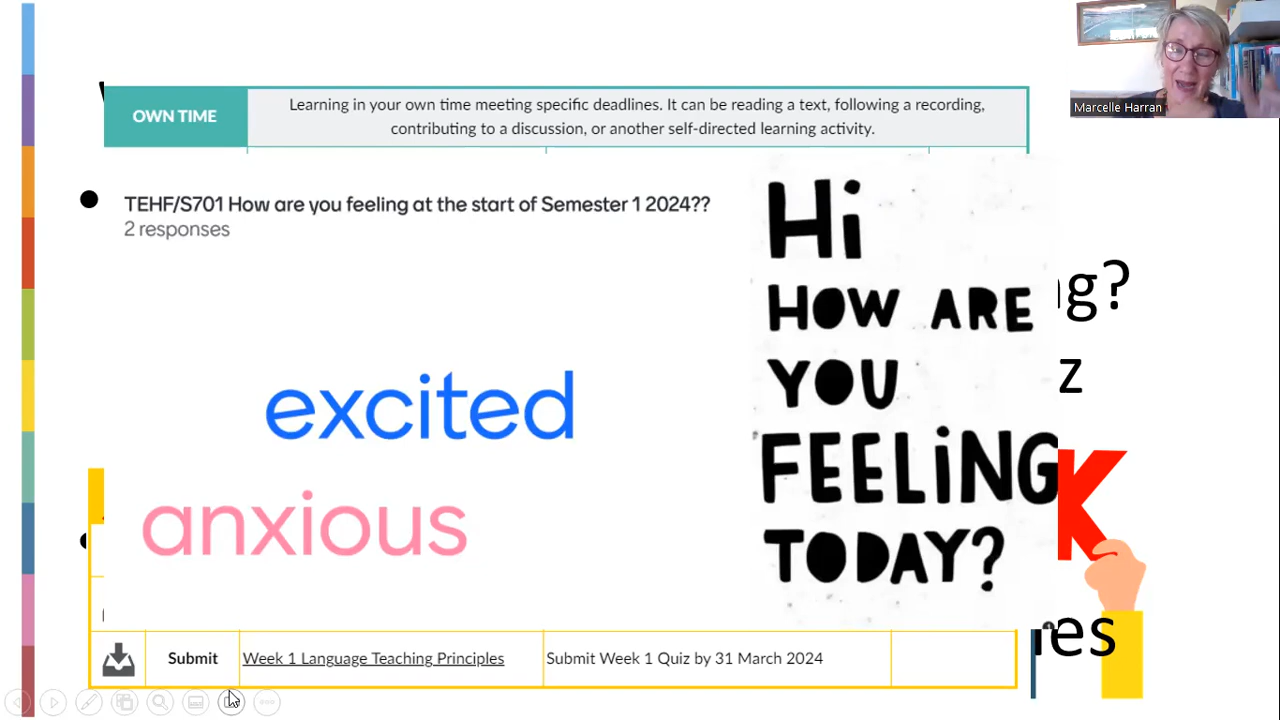 Marcelle Harran
OWN TIME
Learning in your own time meeting specific deadlines. It can be reading a text, following a recording,
contributing to a discussion, or another self-directed learning activity.
TEHF/S701 How are you feeling at the start of Semester 1 2024??
2 responses
excited
anxious
Hi
HOW ARE
YOU
FEELiNG
TODAY?
g?
z
K
es
Submit
Week 1 Language Teaching Principles
Submit Week 1 Quiz by 31 March 2024